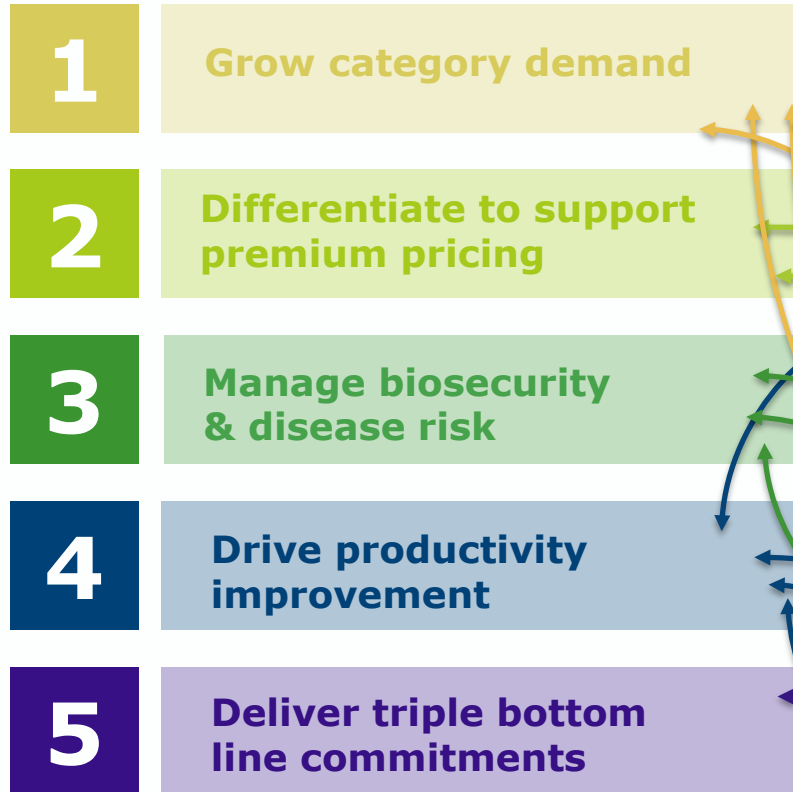 1
Grow category demand
2
Differentiate to support
premium pricing
3
Manage biosecurity
& disease risk
4
Drive productivity
improvement
5
Deliver triple bottom
line commitments